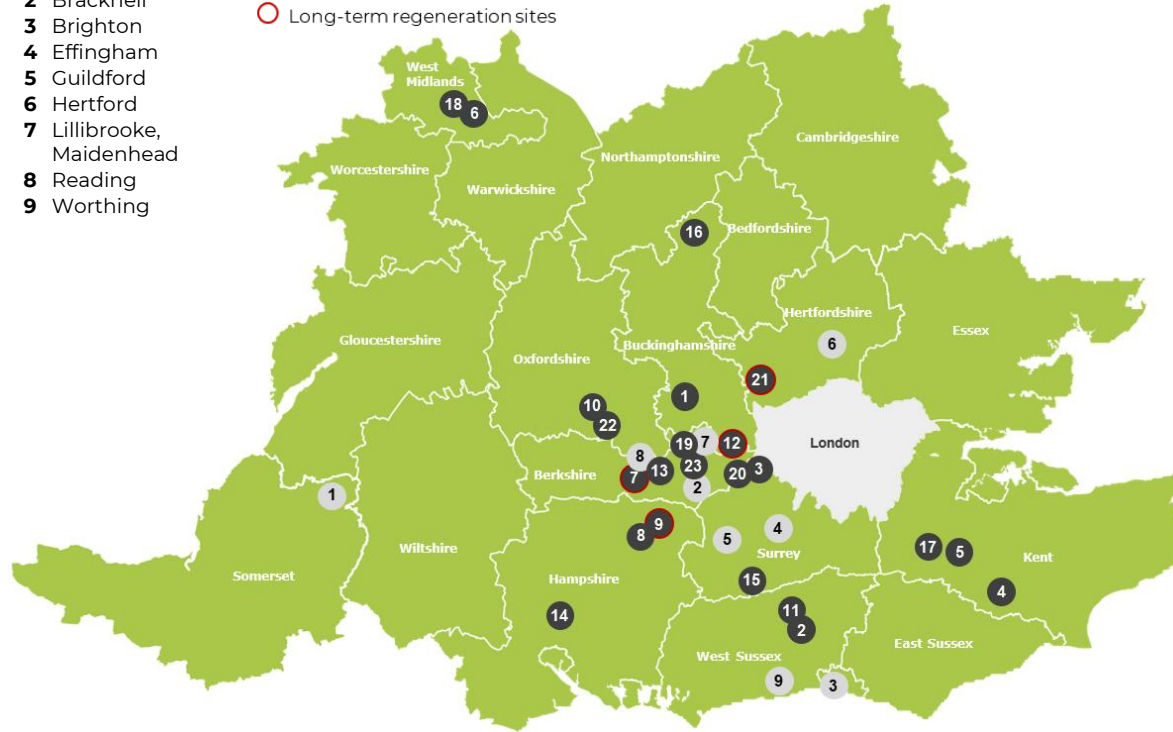 2 Bracknell
3 Brighton
4 Effingham
5 Guildford
6 Hertford
7 Lillibrooke,
Maidenhead
8 Reading
9 Worthing
Long-term regeneration sites
West
Midlands
18
6
Cambridgeshire
Northamptonshire
Worcestershire
Warwickshire
16
Bedfordshire
Hertfordshire
Essex
Gloucestershire
Buckinghamshire
6
Oxfordshire
21
1
10
22
19
7
12
London
8
13
23
20
3
Berkshire
7
2
1
9
8
4
5
Surrey
17
5
Kent
Wiltshire
Somerset
Hampshire
15
4
14
11
2
East Sussex
West Sussex
9
3